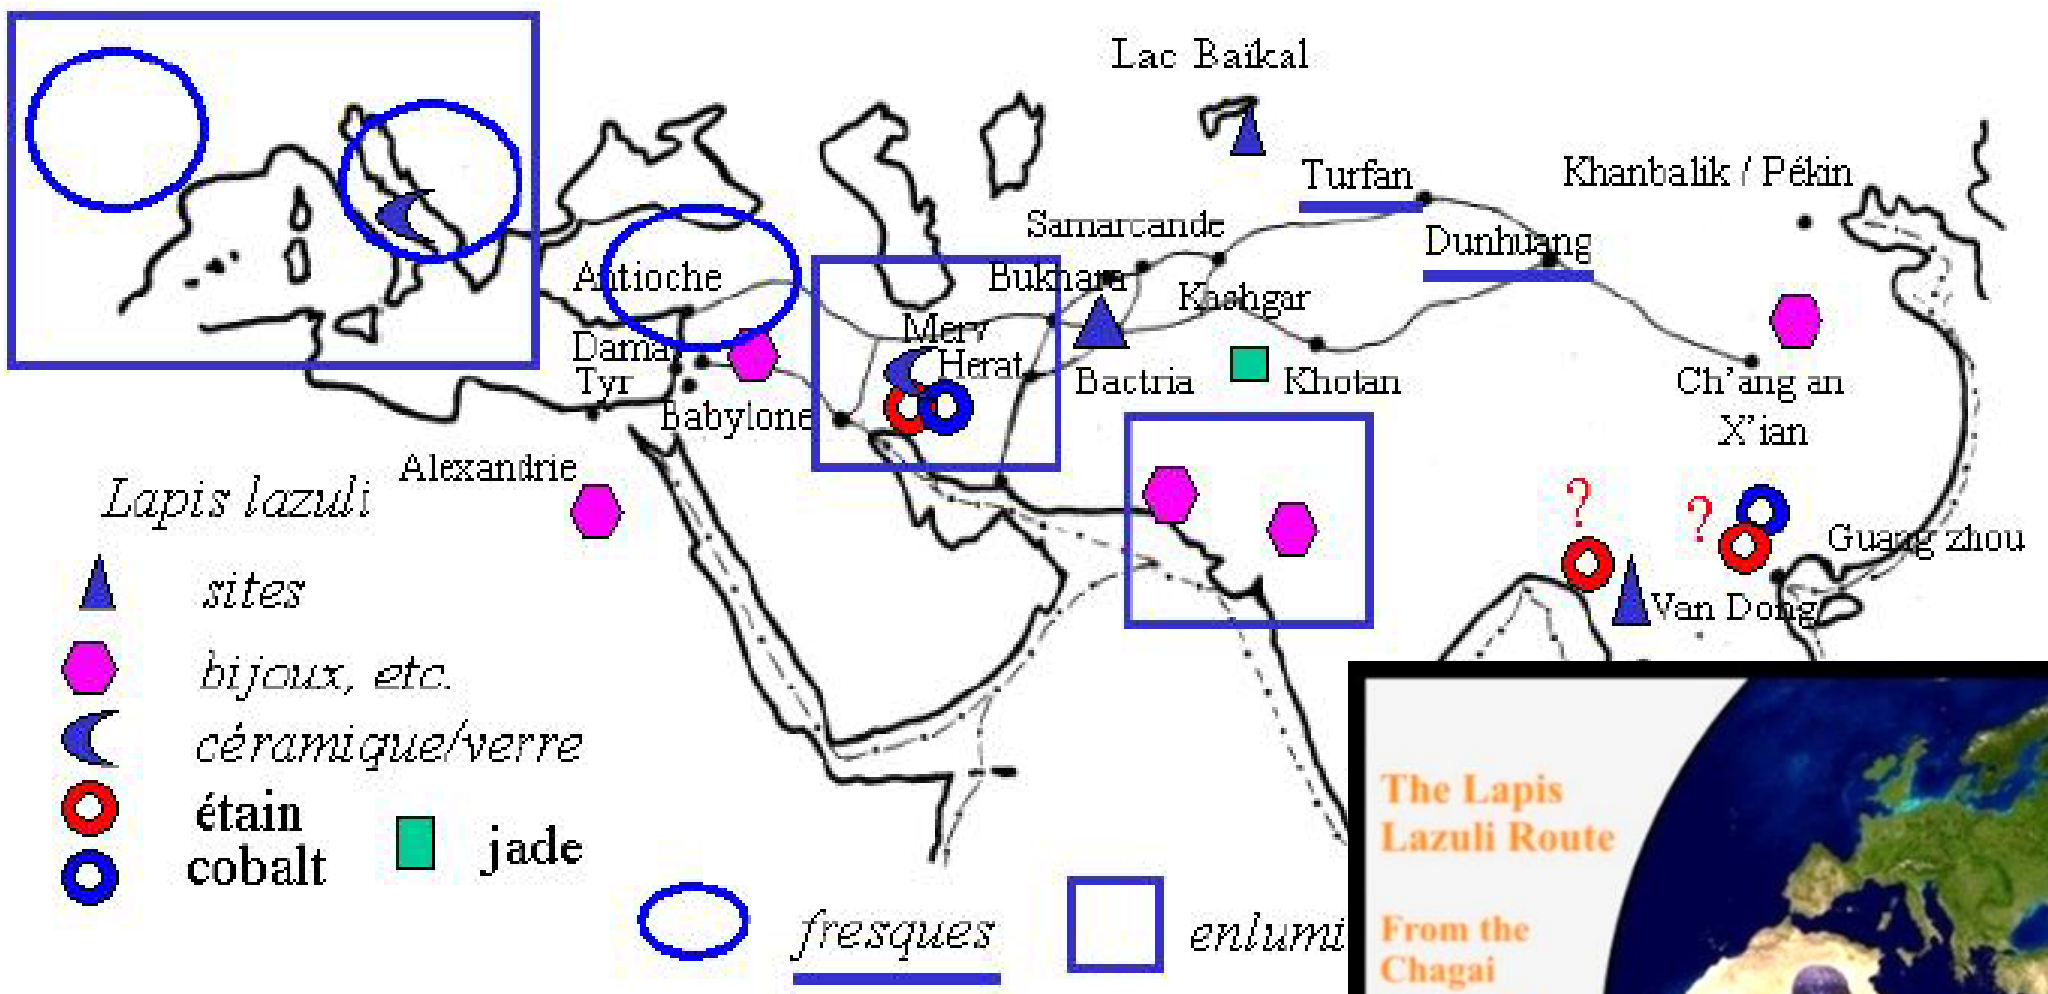 Lac Baïkal
Turfan
Khanbalik / Pékin
Samarcande
Dunhuang
Antioche
Bukhara
Kashgar
Merv
Damas
Herat
Tyr
Bactria
Khotan
Ch'ang an
Babylone
X'ian
Alexandrie
Lapis lazuli
?
?
Guang zhou
sites
Van Dong
bijoux, etc.
céramique/verre
The Lapis
Lazuli Route
étain
jade
cobalt
fresques
enlumi
From the
Chagai